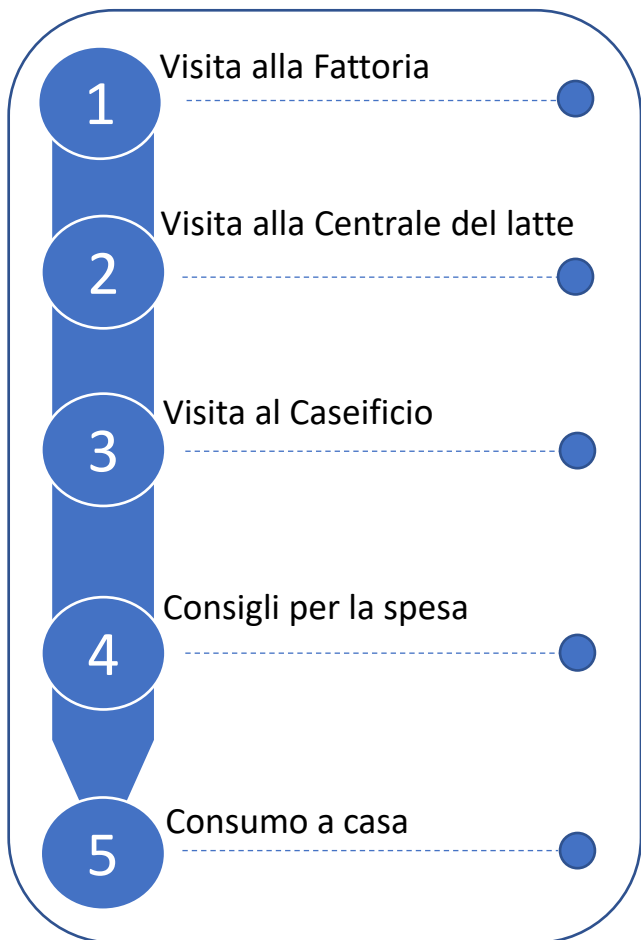 1
Visita alla Fattoria
2
Visita alla Centrale del latte
3
Visita al Caseificio
4
Consigli per la spesa
5
Consumo a casa